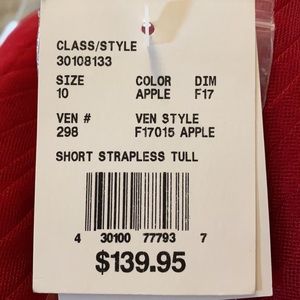 CLASS/STYLE
30108133
SIZE COLOR DIM
10 APPLE F17
VEN # VEN STYLE
298 F17015 APPLE
SHORT STRAPLESS TULL
4 30100 77793 7
$139.95